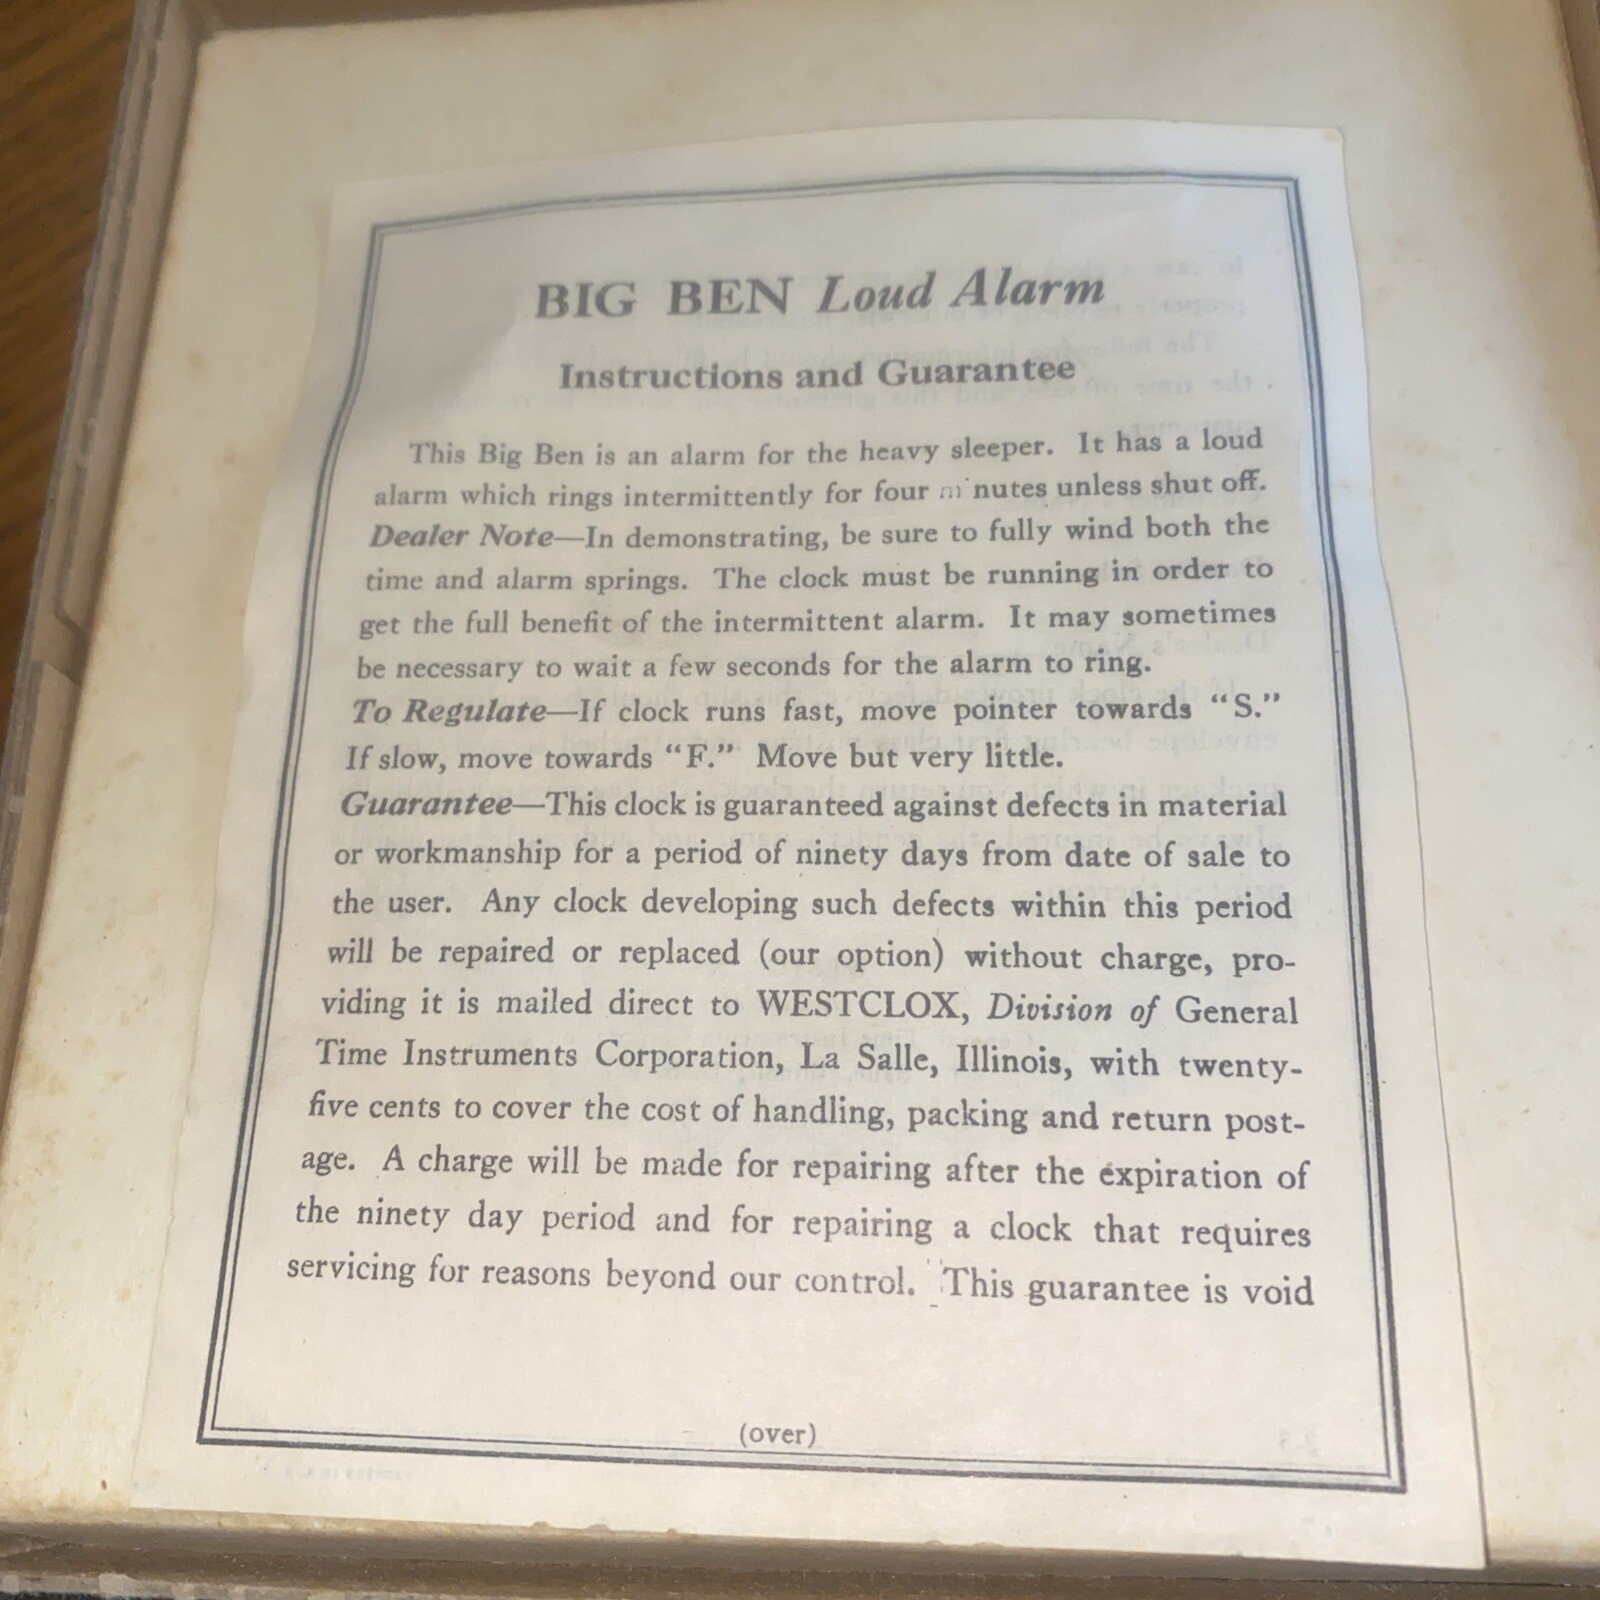 BIG BEN Loud Alarm
Instructions and Guarantee
This Big Ben is an alarm for the heavy sleeper. It has a loud
alarm which rings intermittently for four m nutes unless shut off.
Dealer Note—In demonstrating, be sure to fully wind both the
time and alarm springs. The clock must be running in order to
get the full benefit of the intermittent alarm. It may sometimes
be necessary to wait a few seconds for the alarm to ring.
To Regulate—If clock runs fast, move pointer towards “S.”
If slow, move towards “F.” Move but very little.
Guarantee—This clock is guaranteed against defects in material
or workmanship for a period of ninety days from date of sale to
the user. Any clock developing such defects within this period
will be repaired or replaced (our option) without charge, pro-
viding it is mailed direct to WESTCLOX, Division of General
Time Instruments Corporation, La Salle, Illinois, with twenty-
five cents to cover the cost of handling, packing and return post-
age. A charge will be made for repairing after the expiration of
the ninety day period and for repairing a clock that requires
servicing for reasons beyond our control. This guarantee is void
(over)